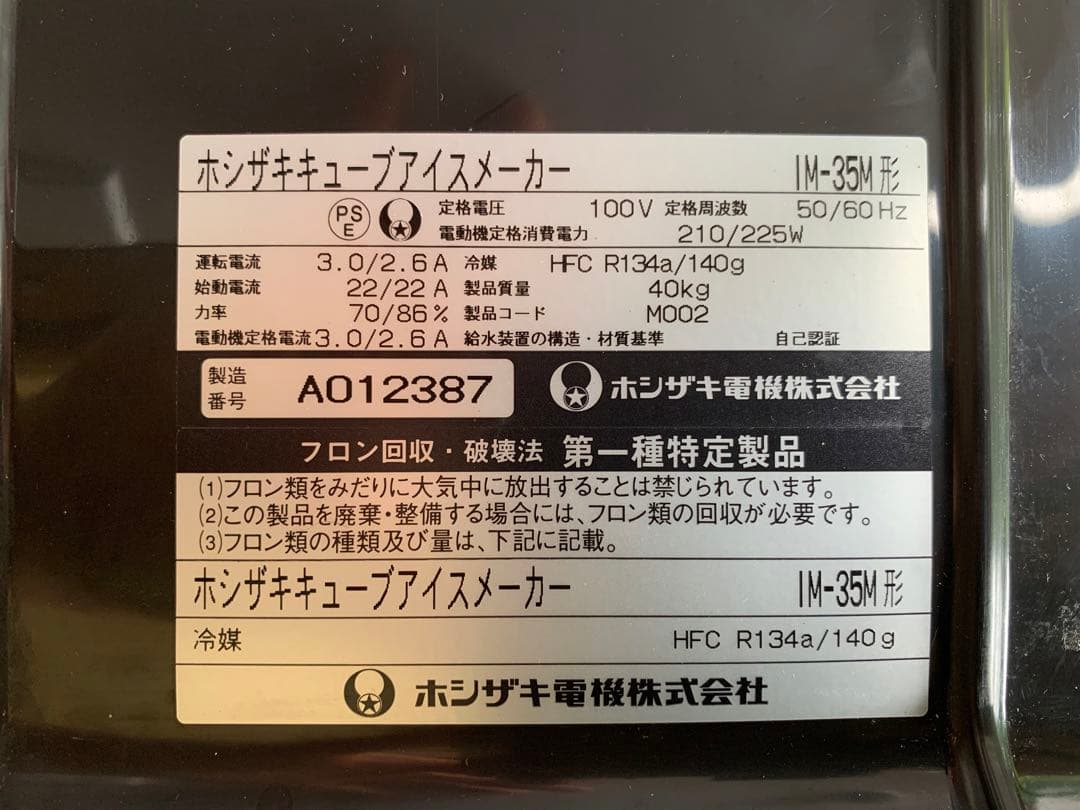 ホシザキキューブアイスメーカー IM-35M形
PS E 定格電圧 100V 定格周波数 50/60Hz
電動機定格消費電力 210/225W
運転電流 3.0/2.6A 冷媒 HFC R134a/140g
始動電流 22/22A 製品質量 40kg
力率 70/86% 製品コード M002
電動機定格電流 3.0/2.6A 給水装置の構造・材質基準 自己認証
製造番号 A012387 ホシザキ電機株式会社
フロン回収・破壊法 第一種特定製品
(1)フロン類をみだりに大気中に放出することは禁じられています。
(2)この製品を廃棄・整備する場合には、フロン類の回収が必要です。
(3)フロン類の種類及び量は、下記に記載。
ホシザキキューブアイスメーカー IM-35M形
冷媒 HFC R134a/140g
ホシザキ電機株式会社